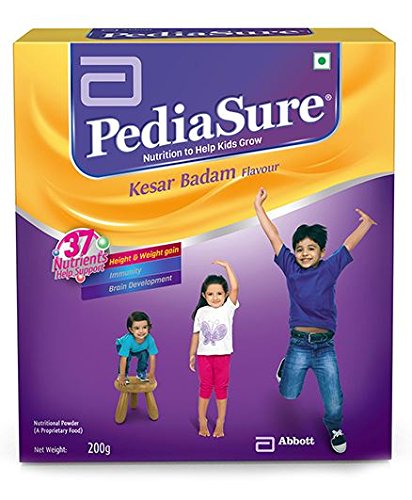 PediaSure®
Nutrition to Help Kids Grow
Kesar Badam Flavour
37
Nutrients
Help Support
Height & Weight gain
Immunity
Brain Development
Nutritional Powder
(A Proprietary Food)
Net Weight: 200g
Abbott